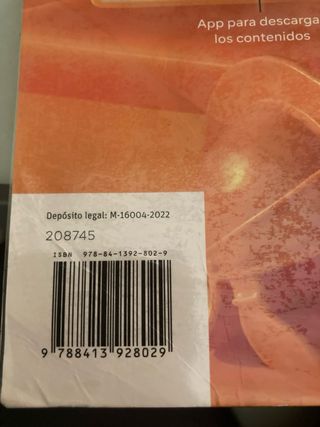 App para descarga
los contenidos
Depósito legal: M-16004-2022
208745
ISBN 978-84-1392-802-9
9 788413 928029